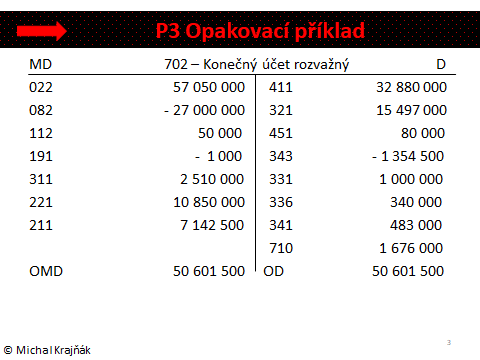 P3 Opakovací příklad
MD 702 – Konečný účet rozvažný D
022 57 050 000 411 32 880 000
082 - 27 000 000 321 15 497 000
112 50 000 451 80 000
191 - 1 000 343 - 1 354 500
311 2 510 000 331 1 000 000
221 10 850 000 336 340 000
211 7 142 500 341 483 000
710 1 676 000
OMD 50 601 500 OD 50 601 500
3
© Michal Krajňák